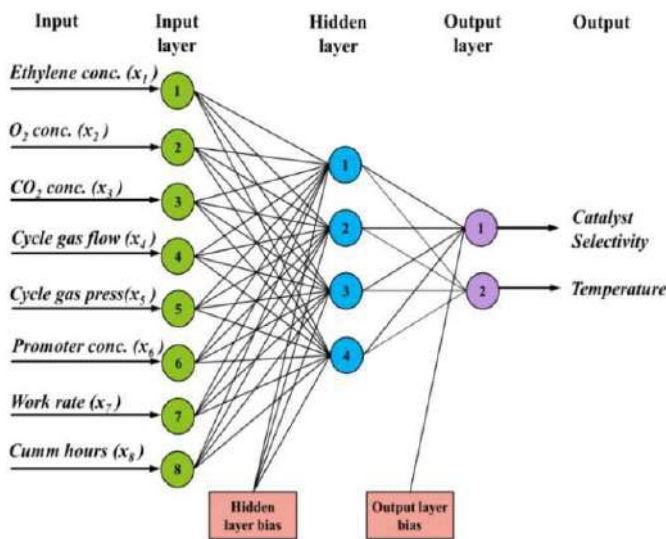 Input
Input
layer
Hidden
layer
Output
layer
Output
Ethylene conc. (x₁)
1
O₂ conc. (x₂)
2
CO₂ conc. (x₃)
3
Cycle gas flow (x₄)
4
Cycle gas press(x₅)
5
Promoter conc. (x₆)
6
Work rate (x₇)
7
Cumm hours (x₈)
8
1
2
3
4
1
2
Catalyst
Selectivity
Temperature
Hidden
layer bias
Output layer
bias